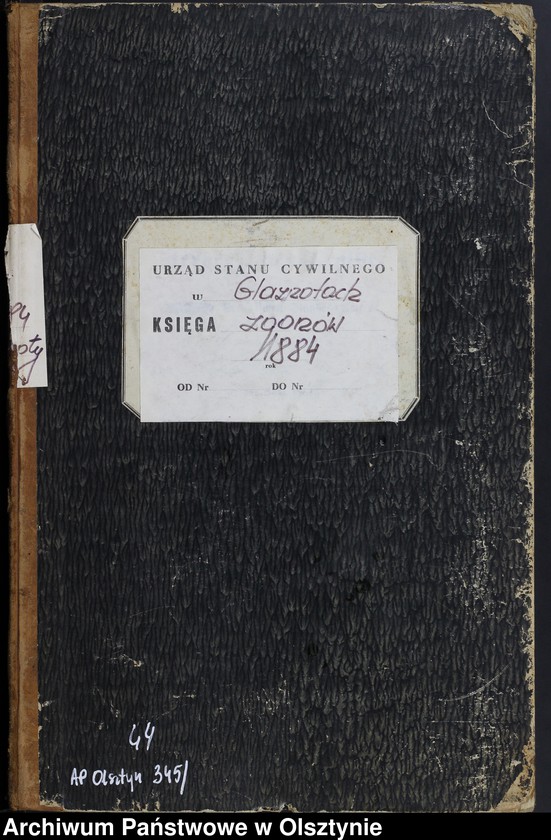 URZĄD STANU CYWILNEGO
w Glaznotach
KSIĘGA zgonów
1884
rok
OD Nr DO Nr
44
AP Olsztyn 345/
Archiwum Państwowe w Olsztynie